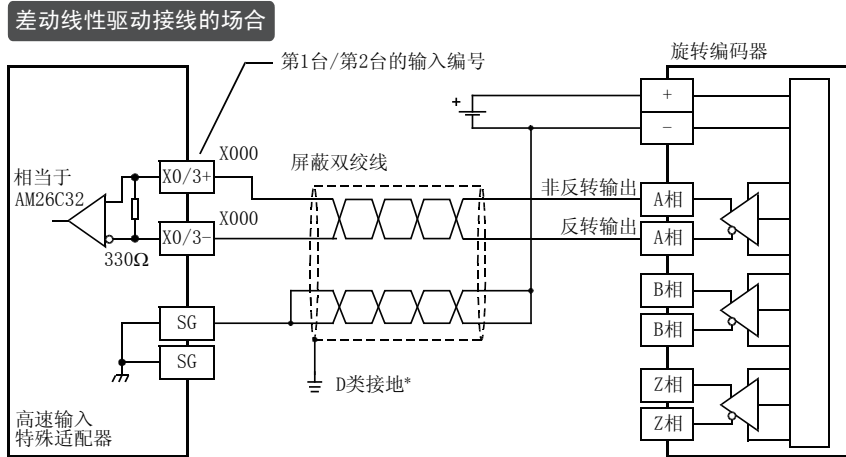 差动线性驱动接线的场合
第1台/第2台的输入编号
旋转编码器
+
+
−
相当于
AM26C32
X0/3+
X000
屏蔽双绞线
非反转输出
A相
X0/3-
X000
反转输出
A相
330Ω
B相
SG
B相
SG
D类接地*
Z相
Z相
高速输入
特殊适配器